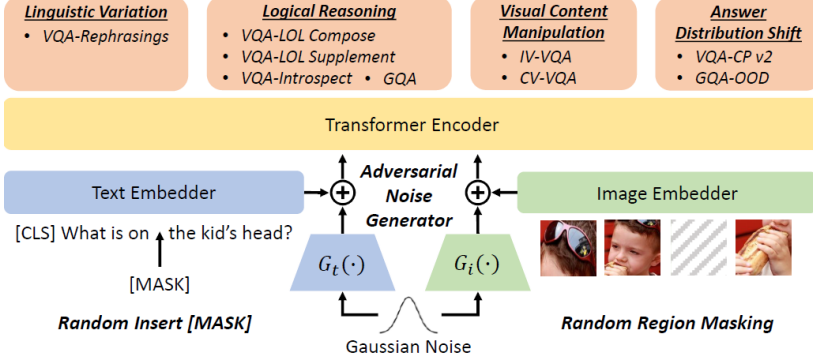 Linguistic Variation
• VQA-Rephrasings
Logical Reasoning
• VQA-LOL Compose
• VQA-LOL Supplement
• VQA-Introspect • GQA
Visual Content
Manipulation
• IV-VQA
• CV-VQA
Answer
Distribution Shift
• VQA-CP v2
• GQA-OOD
Transformer Encoder
Text Embedder
Adversarial
Noise
Generator
Image Embedder
[CLS] What is on the kid's head?
[MASK]
Random Insert [MASK]
Gₜ(·)
Gᵢ(·)
Gaussian Noise
Random Region Masking